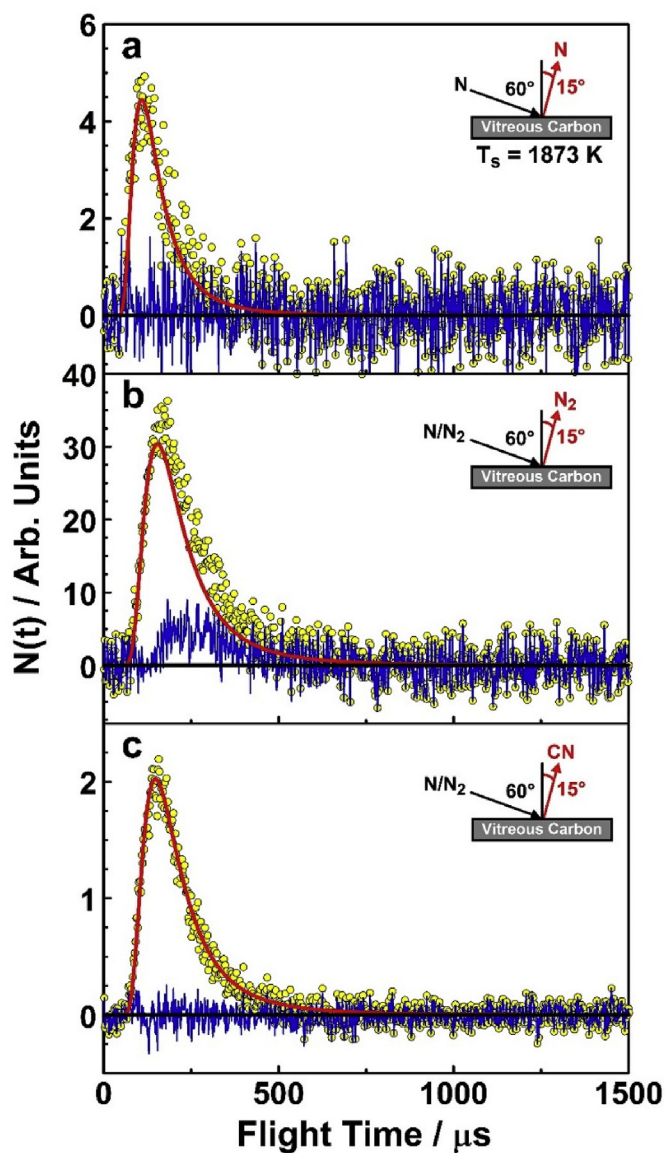 6
4
2
0
a
N
N
60°
15°
Vitreous Carbon
T_s = 1873 K
40
30
20
10
0
b
N₂
N/N₂
60°
15°
Vitreous Carbon
2
1
0
c
CN
N/N₂
60°
15°
Vitreous Carbon
N(t) / Arb. Units
0
500
1000
1500
Flight Time / μs